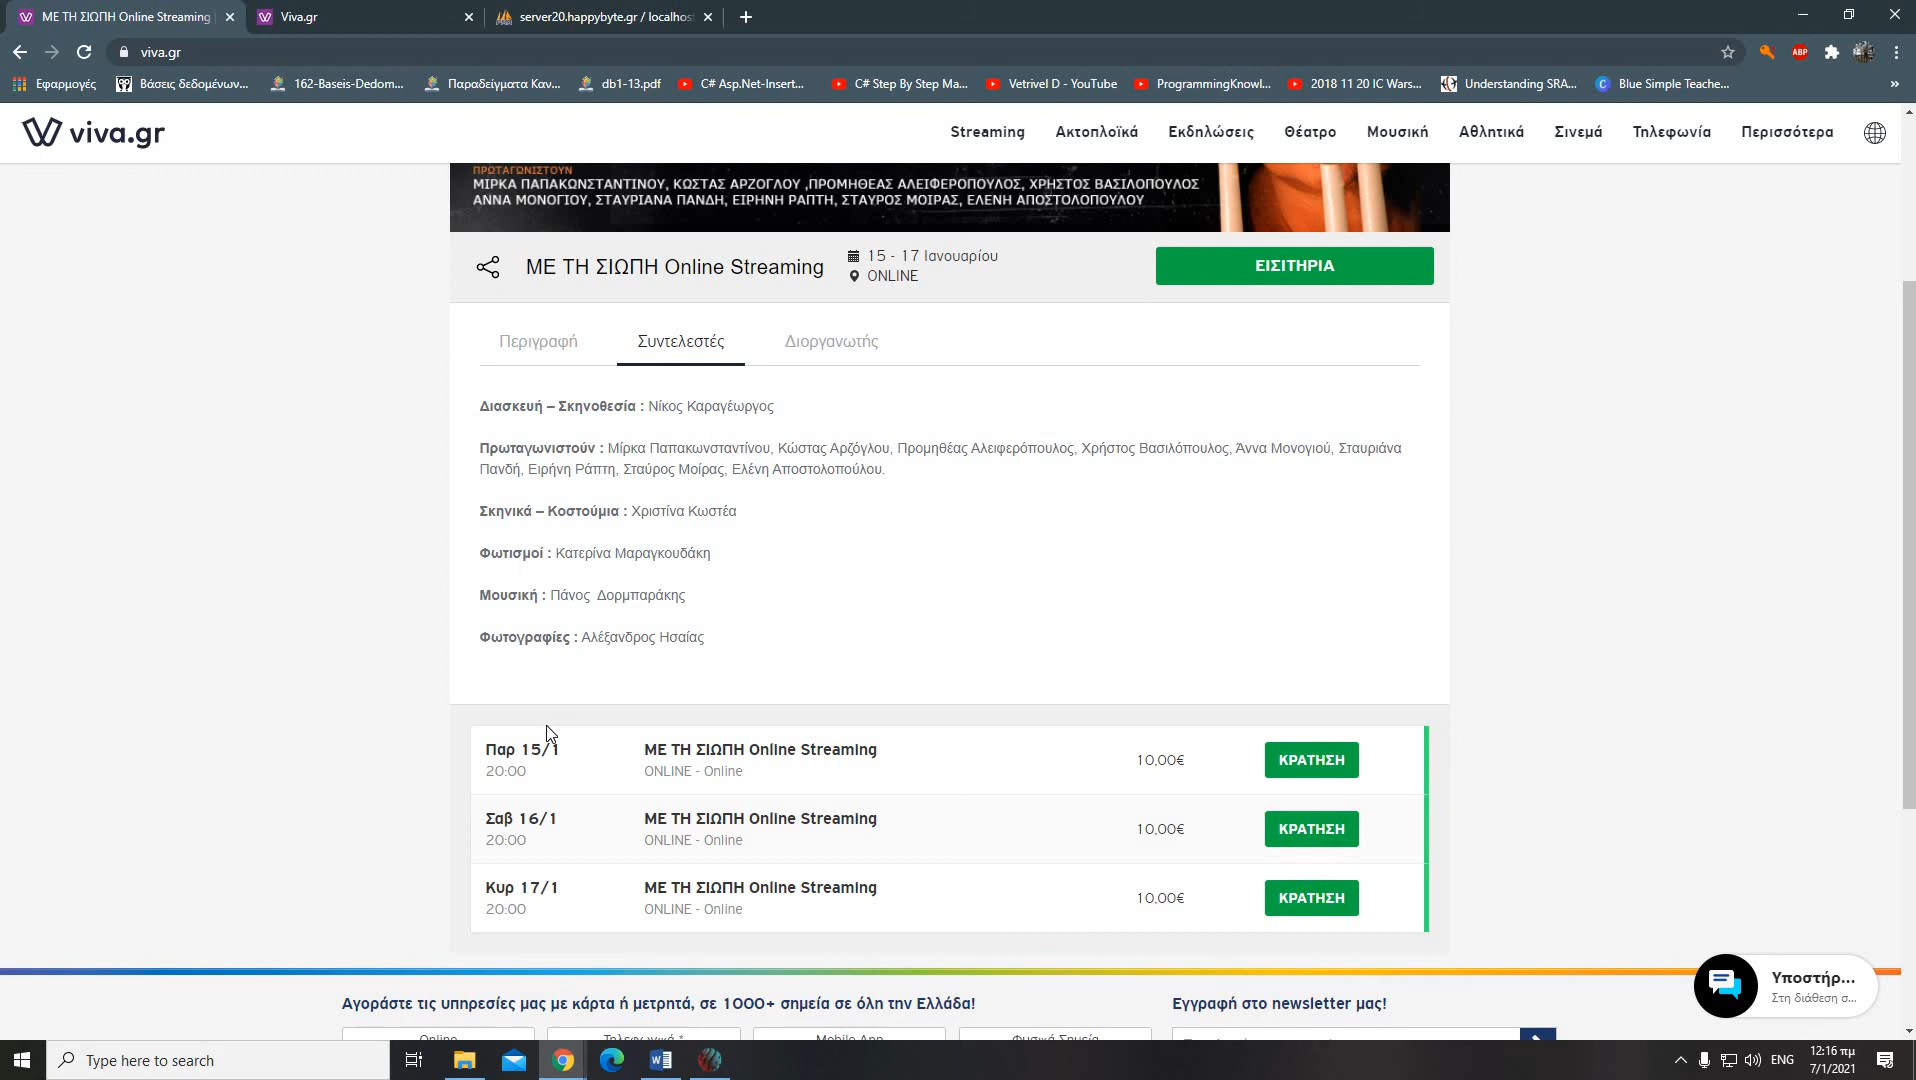 ΜΕ ΤΗ ΣΙΩΠΗ Online Streaming
Viva.gr
server20.happybyte.gr / localhos
viva.gr
Εφαρμογές
Βάσεις δεδομένων...
162-Baseis-Dedom...
Παραδείγματα Καν...
db1-13.pdf
C# Asp.Net-Insert...
C# Step By Step Ma...
Vetrivel D - YouTube
ProgrammingKnowl...
2018 11 20 IC Wars...
Understanding SRA...
Blue Simple Teache...
»
ABP
viva.gr
Streaming
Ακτοπλοϊκά
Εκδηλώσεις
Θέατρο
Μουσική
Αθλητικά
Σινεμά
Τηλεφωνία
Περισσότερα
ΠΡΩΤΑΓΩΝΙΣΤΟΥΝ
ΜΙΡΚΑ ΠΑΠΑΚΩΝΣΤΑΝΤΙΝΟΥ, ΚΩΣΤΑΣ ΑΡΖΟΓΛΟΥ ,ΠΡΟΜΗΘΕΑΣ ΑΛΕΙΦΕΡΟΠΟΥΛΟΣ, ΧΡΗΣΤΟΣ ΒΑΣΙΛΟΠΟΥΛΟΣ
ΑΝΝΑ ΜΟΝΟΓΙΟΥ, ΣΤΑΥΡΙΑΝΑ ΠΑΝΔΗ, ΕΙΡΗΝΗ ΡΑΠΤΗ, ΣΤΑΥΡΟΣ ΜΟΙΡΑΣ, ΕΛΕΝΗ ΑΠΟΣΤΟΛΟΠΟΥΛΟΥ
ΜΕ ΤΗ ΣΙΩΠΗ Online Streaming
15 - 17 Ιανουαρίου
ONLINE
ΕΙΣΙΤΗΡΙΑ
Περιγραφή
Συντελεστές
Διοργανωτής
Διασκευή – Σκηνοθεσία : Νίκος Καραγέωργος
Πρωταγωνιστούν : Μίρκα Παπακωνσταντίνου, Κώστας Αρζόγλου, Προμηθέας Αλειφερόπουλος, Χρήστος Βασιλόπουλος, Άννα Μονογιού, Σταυριάνα
Πανδή, Ειρήνη Ράπτη, Σταύρος Μοίρας, Ελένη Αποστολοπούλου.
Σκηνικά – Κοστούμια : Χριστίνα Κωστέα
Φωτισμοί : Κατερίνα Μαραγκουδάκη
Μουσική : Πάνος Δορμπαράκης
Φωτογραφίες : Αλέξανδρος Ησαίας
Παρ 15/1
20:00
ΜΕ ΤΗ ΣΙΩΠΗ Online Streaming
ONLINE - Online
10,00€
ΚΡΑΤΗΣΗ
Σαβ 16/1
20:00
ΜΕ ΤΗ ΣΙΩΠΗ Online Streaming
ONLINE - Online
10,00€
ΚΡΑΤΗΣΗ
Κυρ 17/1
20:00
ΜΕ ΤΗ ΣΙΩΠΗ Online Streaming
ONLINE - Online
10,00€
ΚΡΑΤΗΣΗ
Αγοράστε τις υπηρεσίες μας με κάρτα ή μετρητά, σε 1000+ σημεία σε όλη την Ελλάδα!
Εγγραφή στο newsletter μας!
Online
Τηλεφωνικά *
Mobile App
Φυσικά Σημεία
Υποστήρ...
Στη διάθεση σ...
Type here to search
ENG
12:16 πμ
7/1/2021